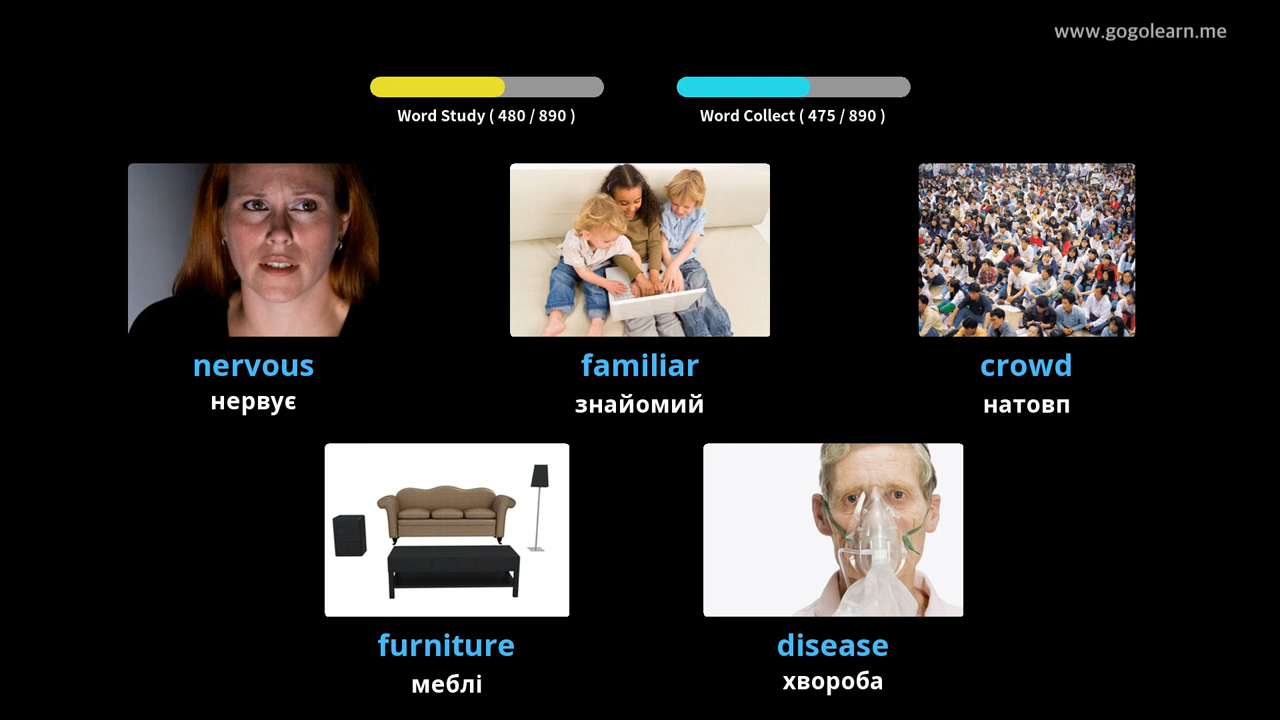 www.gogolearn.me
Word Study ( 480 / 890 )
Word Collect ( 475 / 890 )
nervous
нервує
familiar
знайомий
crowd
натовп
furniture
меблі
disease
хвороба